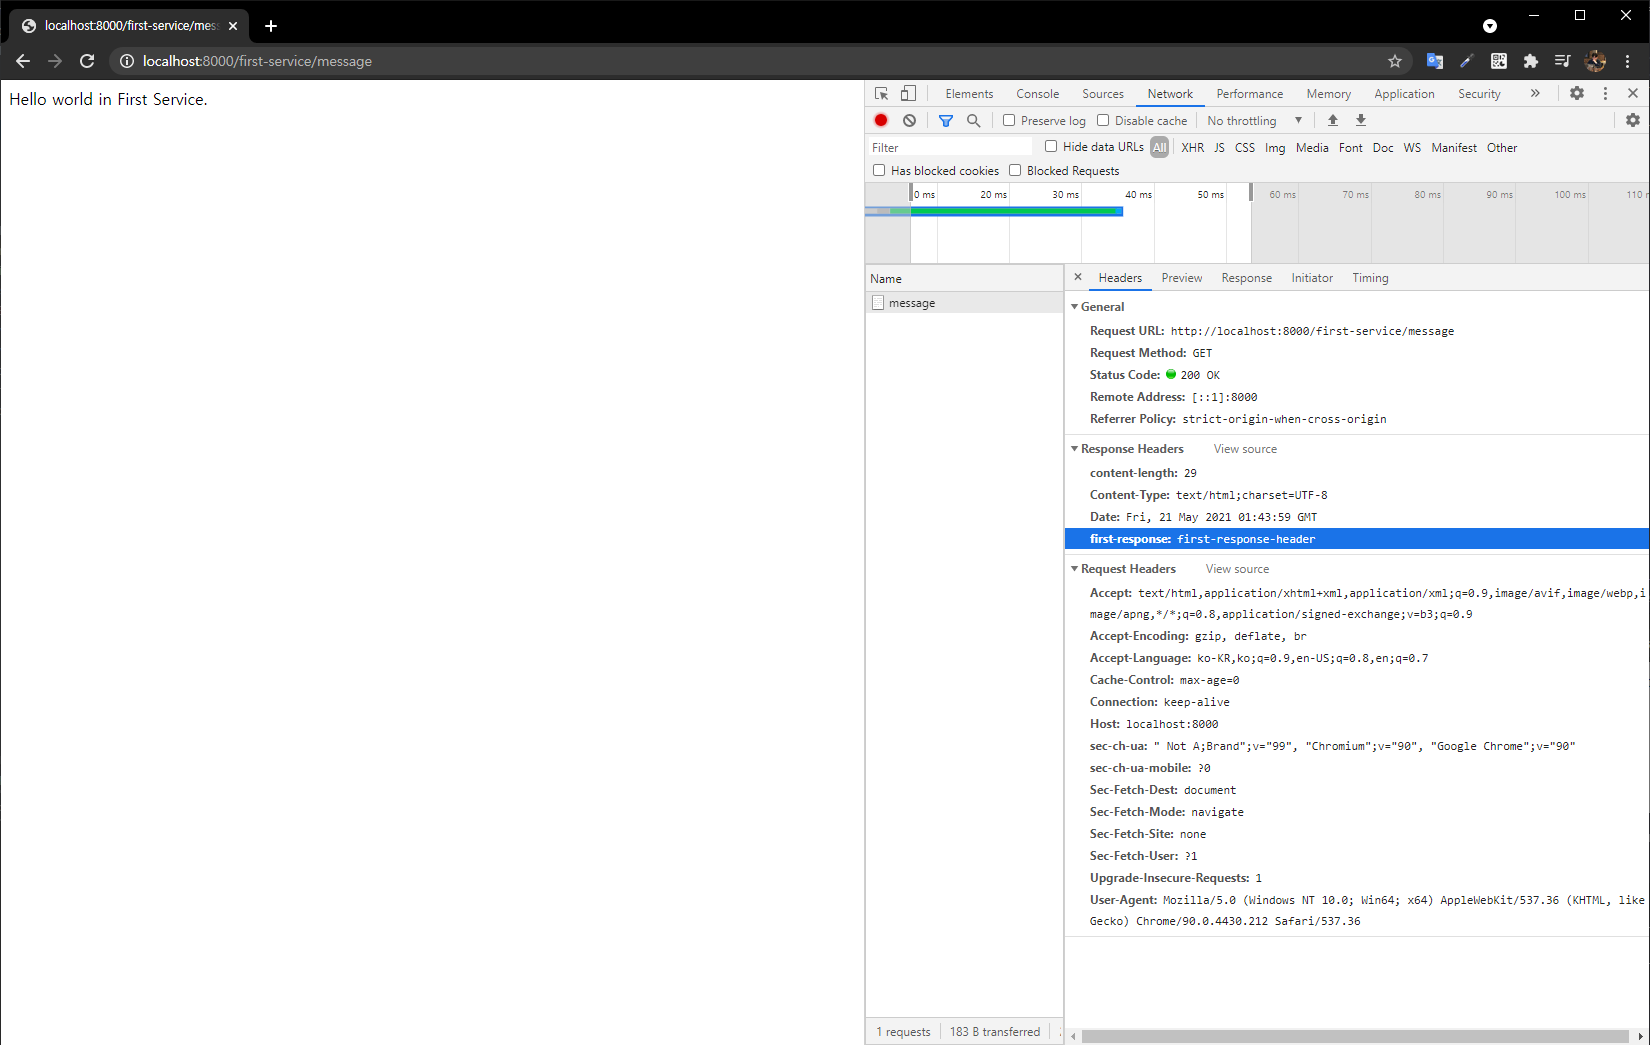 localhost:8000/first-service/mess
localhost:8000/first-service/message
Hello world in First Service.
Elements Console Sources Network Performance Memory Application Security
Preserve log Disable cache No throttling
Filter Hide data URLs All XHR JS CSS Img Media Font Doc WS Manifest Other
Has blocked cookies Blocked Requests
0 ms 20 ms 30 ms 40 ms 50 ms 60 ms 70 ms 80 ms 90 ms 100 ms 110
Name
message
Headers Preview Response Initiator Timing
General
Request URL: http://localhost:8000/first-service/message
Request Method: GET
Status Code: 200 OK
Remote Address: [::1]:8000
Referrer Policy: strict-origin-when-cross-origin
Response Headers View source
content-length: 29
Content-Type: text/html;charset=UTF-8
Date: Fri, 21 May 2021 01:43:59 GMT
first-response: first-response-header
Request Headers View source
Accept: text/html,application/xhtml+xml,application/xml;q=0.9,image/avif,image/webp,i
mage/apng,*/*;q=0.8,application/signed-exchange;v=b3;q=0.9
Accept-Encoding: gzip, deflate, br
Accept-Language: ko-KR,ko;q=0.9,en-US;q=0.8,en;q=0.7
Cache-Control: max-age=0
Connection: keep-alive
Host: localhost:8000
sec-ch-ua: " Not A;Brand";v="99", "Chromium";v="90", "Google Chrome";v="90"
sec-ch-ua-mobile: ?0
Sec-Fetch-Dest: document
Sec-Fetch-Mode: navigate
Sec-Fetch-Site: none
Sec-Fetch-User: ?1
Upgrade-Insecure-Requests: 1
User-Agent: Mozilla/5.0 (Windows NT 10.0; Win64; x64) AppleWebKit/537.36 (KHTML, like
Gecko) Chrome/90.0.4430.212 Safari/537.36
1 requests 183 B transferred